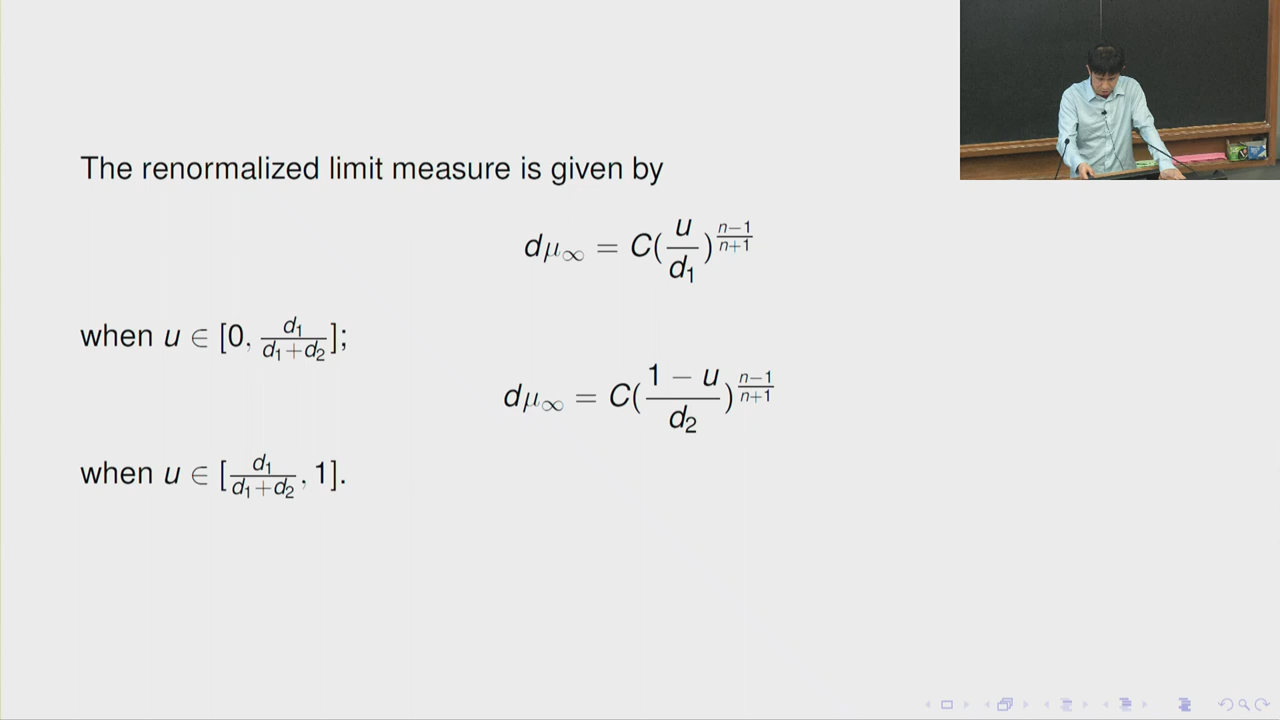 The renormalized limit measure is given by
dμ∞ = C(u/d₁)^((n−1)/(n+1))
when u ∈ [0, d₁/(d₁+d₂)];
dμ∞ = C((1 − u)/d₂)^((n−1)/(n+1))
when u ∈ [d₁/(d₁+d₂), 1].